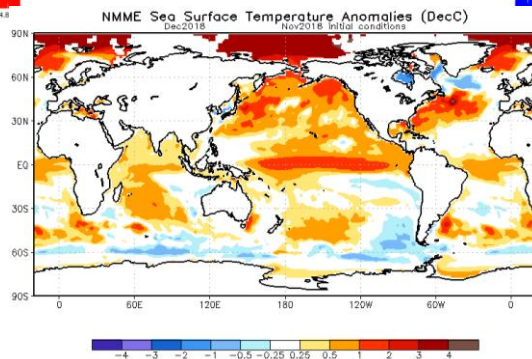 4.8
NMME Sea Surface Temperature Anomalies (DecC)
Dec2018 Nov2018 initial conditions
90N
60N
30N
EQ
30S
60S
90S
0 60E 120E 180 120W 60W 0
-4 -3 -2 -1 -0.5 -0.25 0.25 0.5 1 2 3 4